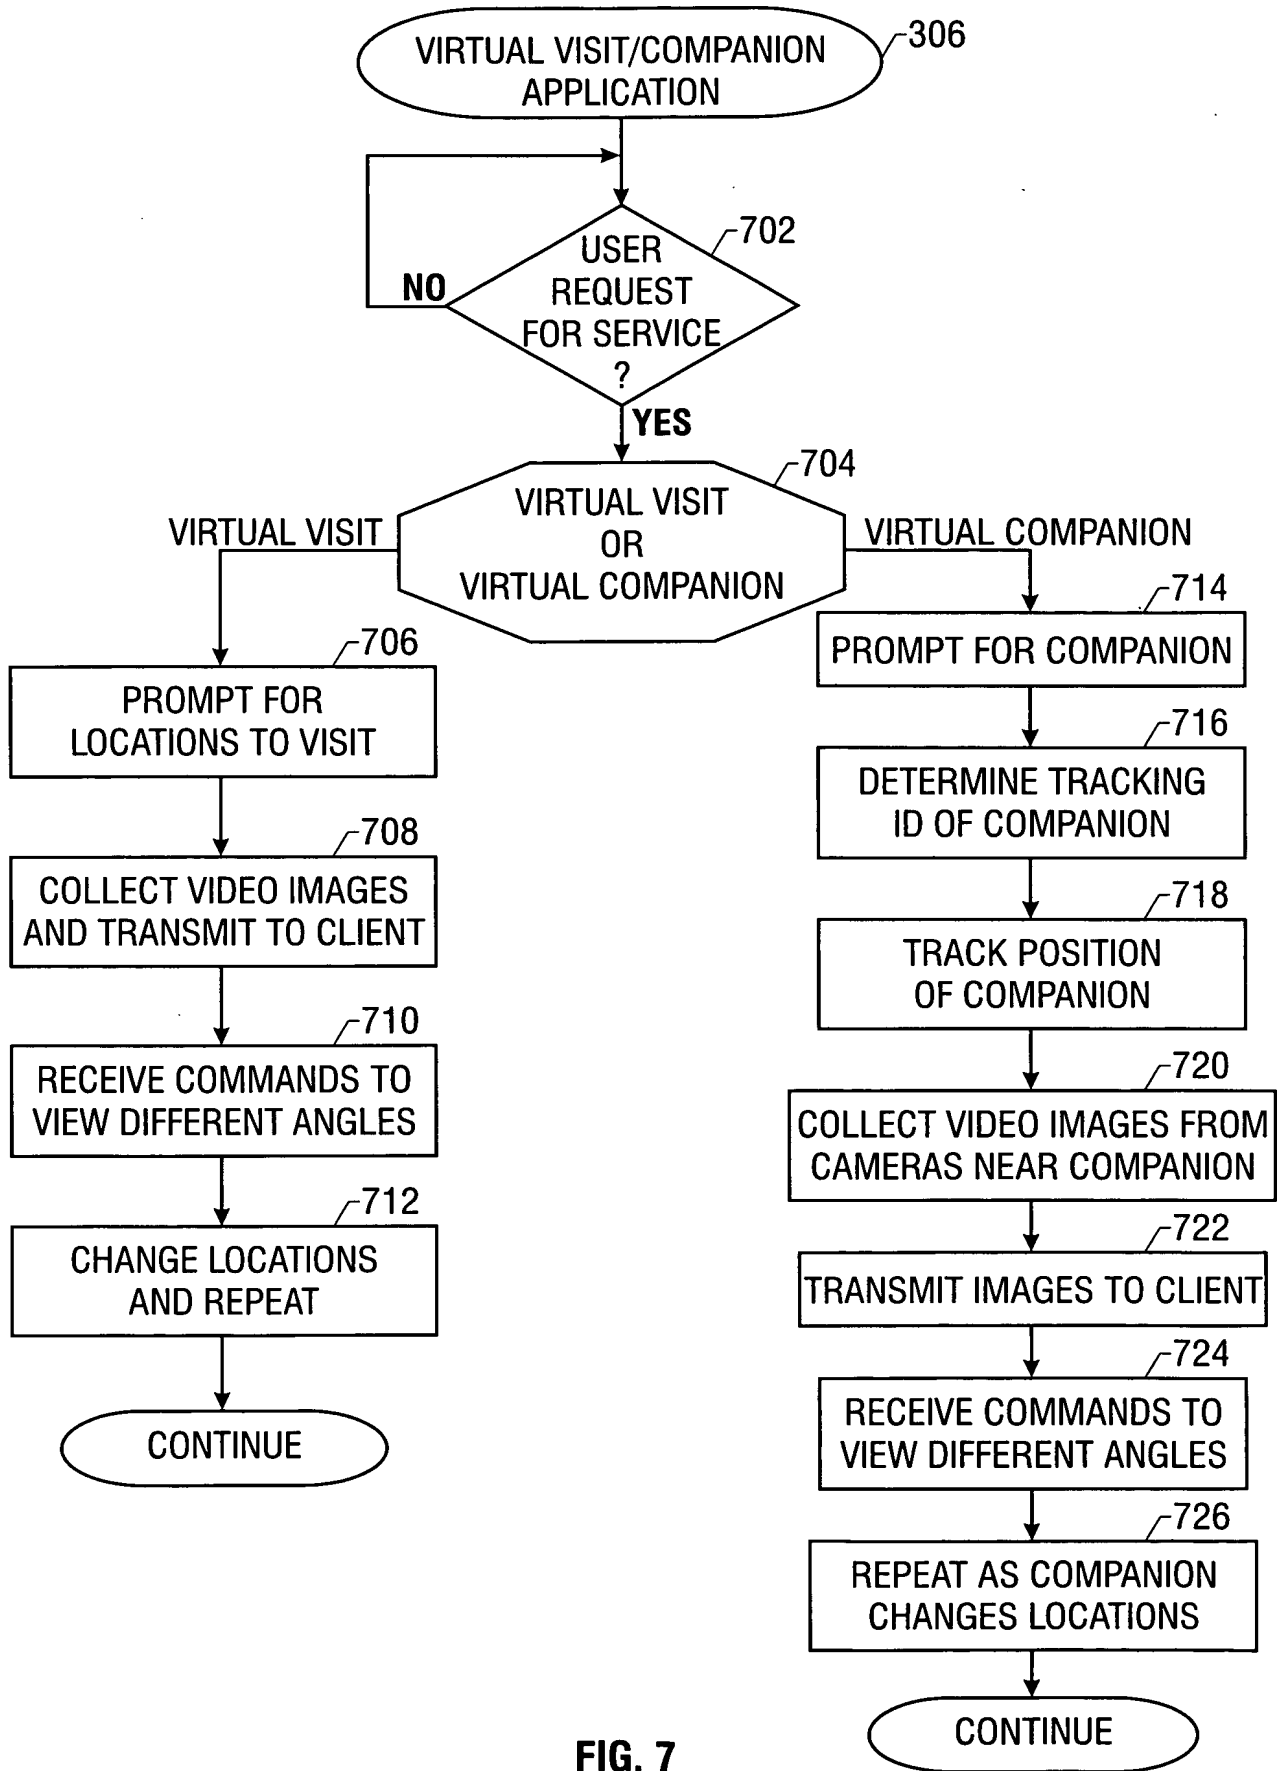 VIRTUAL VISIT/COMPANION
APPLICATION
306
702
USER
REQUEST
FOR SERVICE
?
NO
YES
704
VIRTUAL VISIT
OR
VIRTUAL COMPANION
VIRTUAL VISIT
VIRTUAL COMPANION
706
PROMPT FOR
LOCATIONS TO VISIT
708
COLLECT VIDEO IMAGES
AND TRANSMIT TO CLIENT
710
RECEIVE COMMANDS TO
VIEW DIFFERENT ANGLES
712
CHANGE LOCATIONS
AND REPEAT
CONTINUE
714
PROMPT FOR COMPANION
716
DETERMINE TRACKING
ID OF COMPANION
718
TRACK POSITION
OF COMPANION
720
COLLECT VIDEO IMAGES FROM
CAMERAS NEAR COMPANION
722
TRANSMIT IMAGES TO CLIENT
724
RECEIVE COMMANDS TO
VIEW DIFFERENT ANGLES
726
REPEAT AS COMPANION
CHANGES LOCATIONS
CONTINUE
FIG. 7